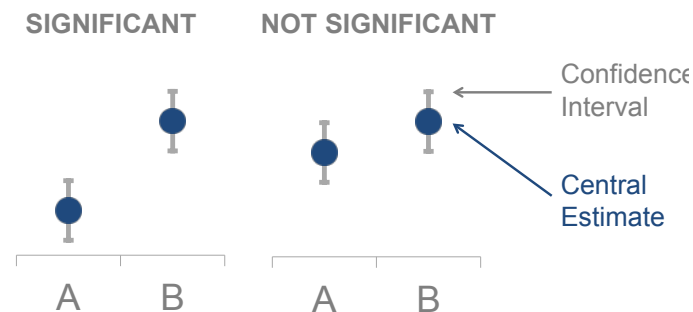 SIGNIFICANT
NOT SIGNIFICANT
Confidence
Interval
Central
Estimate
A
B
A
B